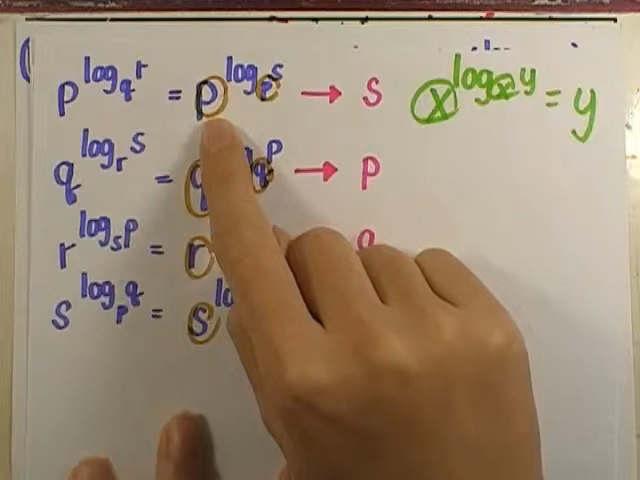 p^{log_q r} = p^{log_p s} → s    x^{log_x y} = y
q^{log_r s} = q^{log_q p} → p
r^{log_s p} = r
s^{log_p q} = s